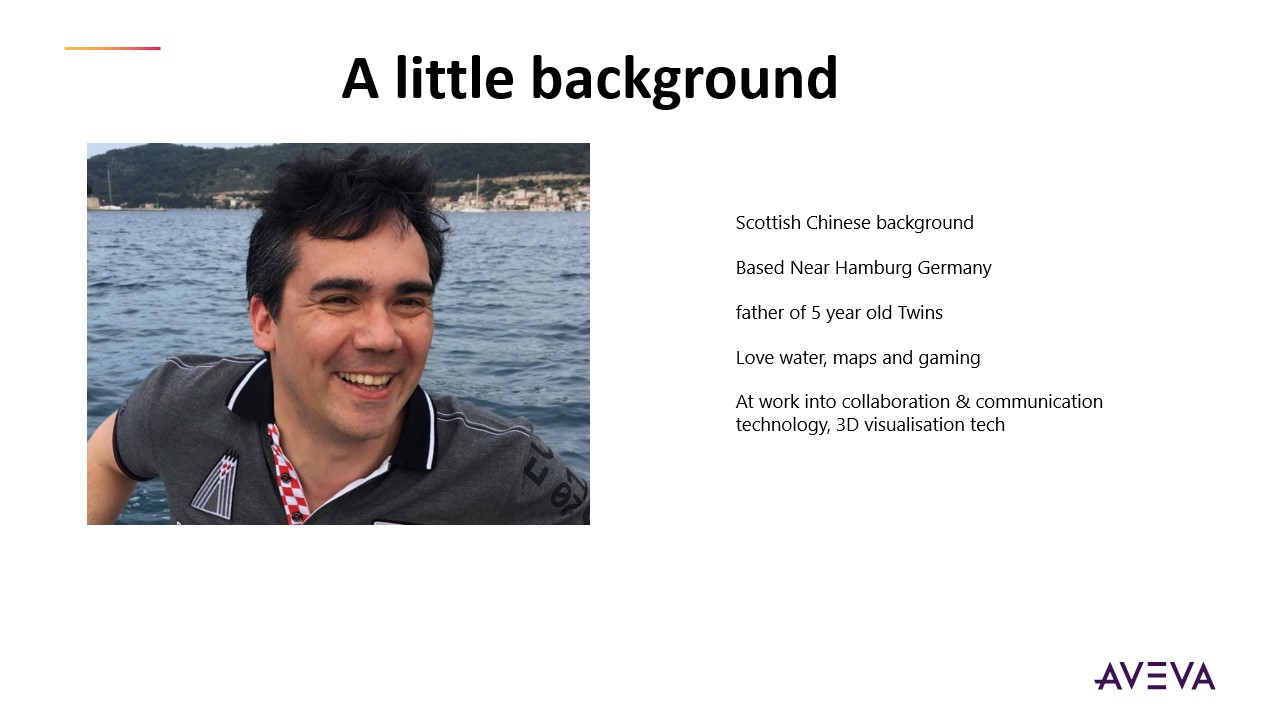 A little background
Scottish Chinese background
Based Near Hamburg Germany
father of 5 year old Twins
Love water, maps and gaming
At work into collaboration & communication
technology, 3D visualisation tech
AVEVA